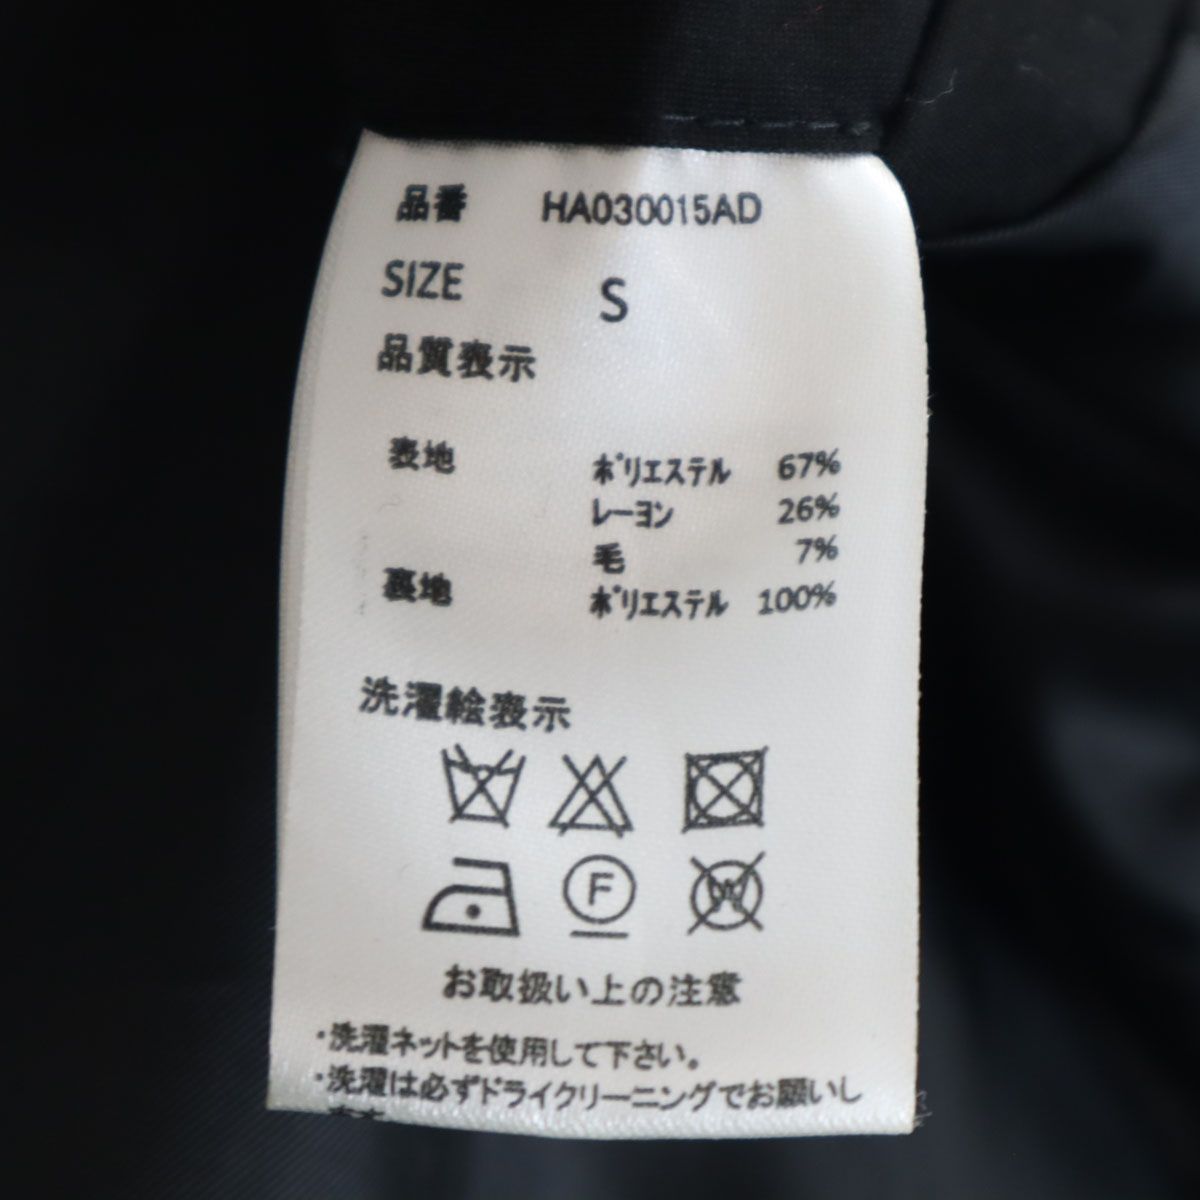 品番 HA030015AD
SIZE S
品質表示
表地 ポリエステル 67%
レーヨン 26%
毛 7%
裏地 ポリエステル 100%
洗濯絵表示
F
W
お取扱い上の注意
・洗濯ネットを使用して下さい。
・洗濯は必ずドライクリーニングでお願いし